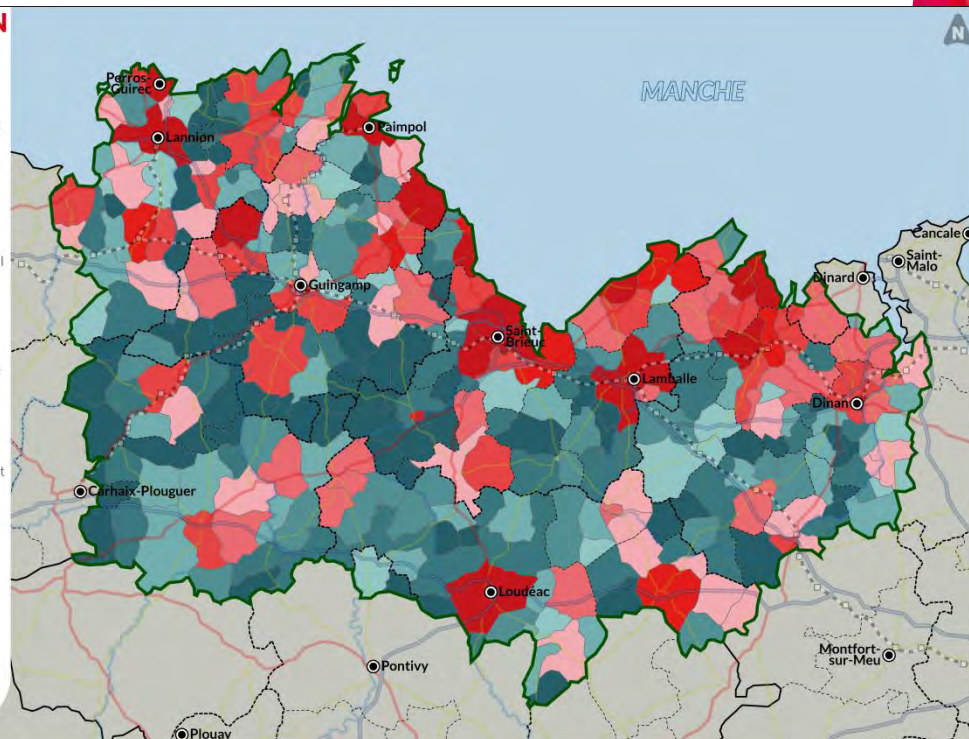 N
N
MANCHE
Perros-
Guirec
Lannion
Paimpol
Cancale
Saint-
Malo
Dinard
l
Guingamp
Saint-
Brieuc
Lamballe
Dinan
t
Carhaix-Plouguer
Loudéac
Montfort-
sur-Meu
Pontivy
Plouay